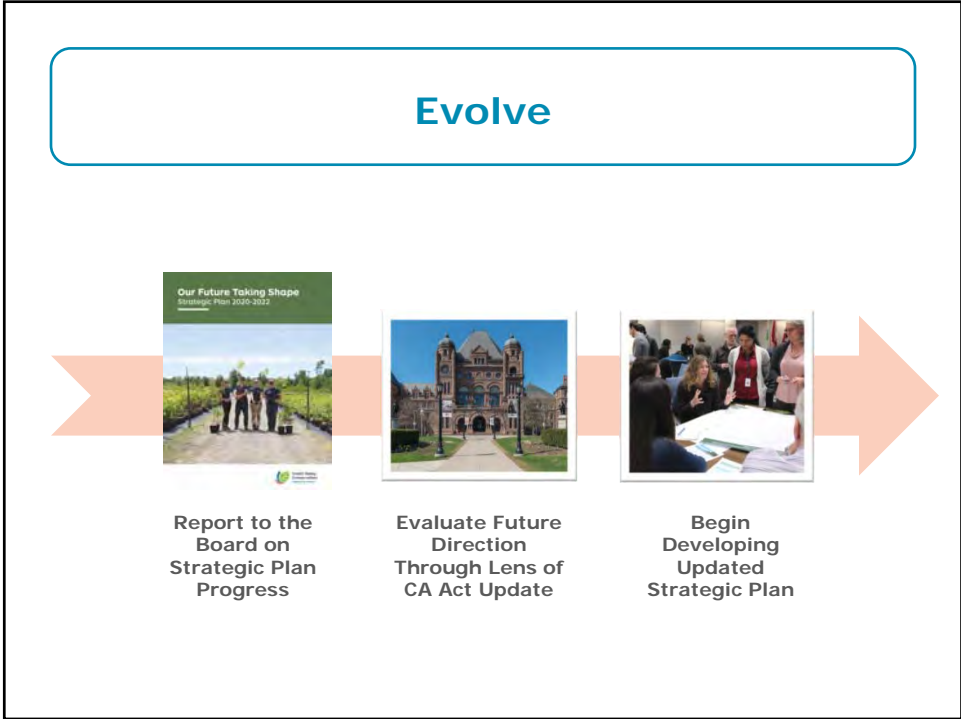 Evolve
Our Future Taking Shape
Strategic Plan 2020-2022
Report to the
Board on
Strategic Plan
Progress
Evaluate Future
Direction
Through Lens of
CA Act Update
Begin
Developing
Updated
Strategic Plan